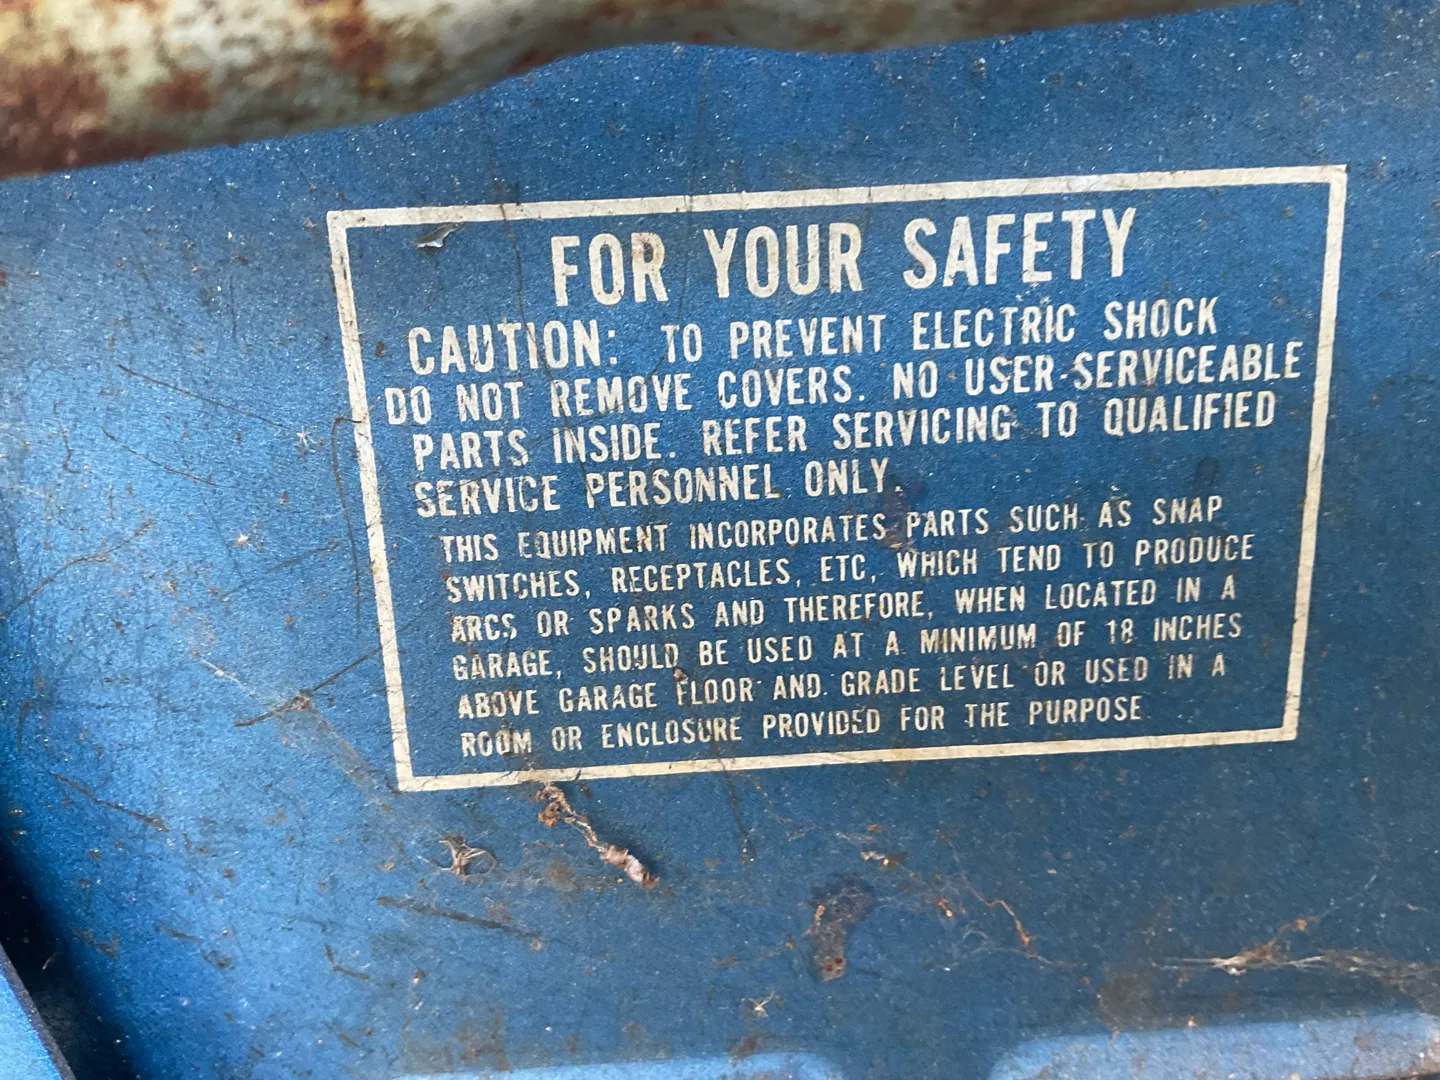 FOR YOUR SAFETY
CAUTION: TO PREVENT ELECTRIC SHOCK
DO NOT REMOVE COVERS. NO USER-SERVICEABLE
PARTS INSIDE. REFER SERVICING TO QUALIFIED
SERVICE PERSONNEL ONLY.
THIS EQUIPMENT INCORPORATES PARTS SUCH AS SNAP
SWITCHES, RECEPTACLES, ETC, WHICH TEND TO PRODUCE
ARCS OR SPARKS AND THEREFORE, WHEN LOCATED IN A
GARAGE, SHOULD BE USED AT A MINIMUM OF 18 INCHES
ABOVE GARAGE FLOOR AND GRADE LEVEL OR USED IN A
ROOM OR ENCLOSURE PROVIDED FOR THE PURPOSE